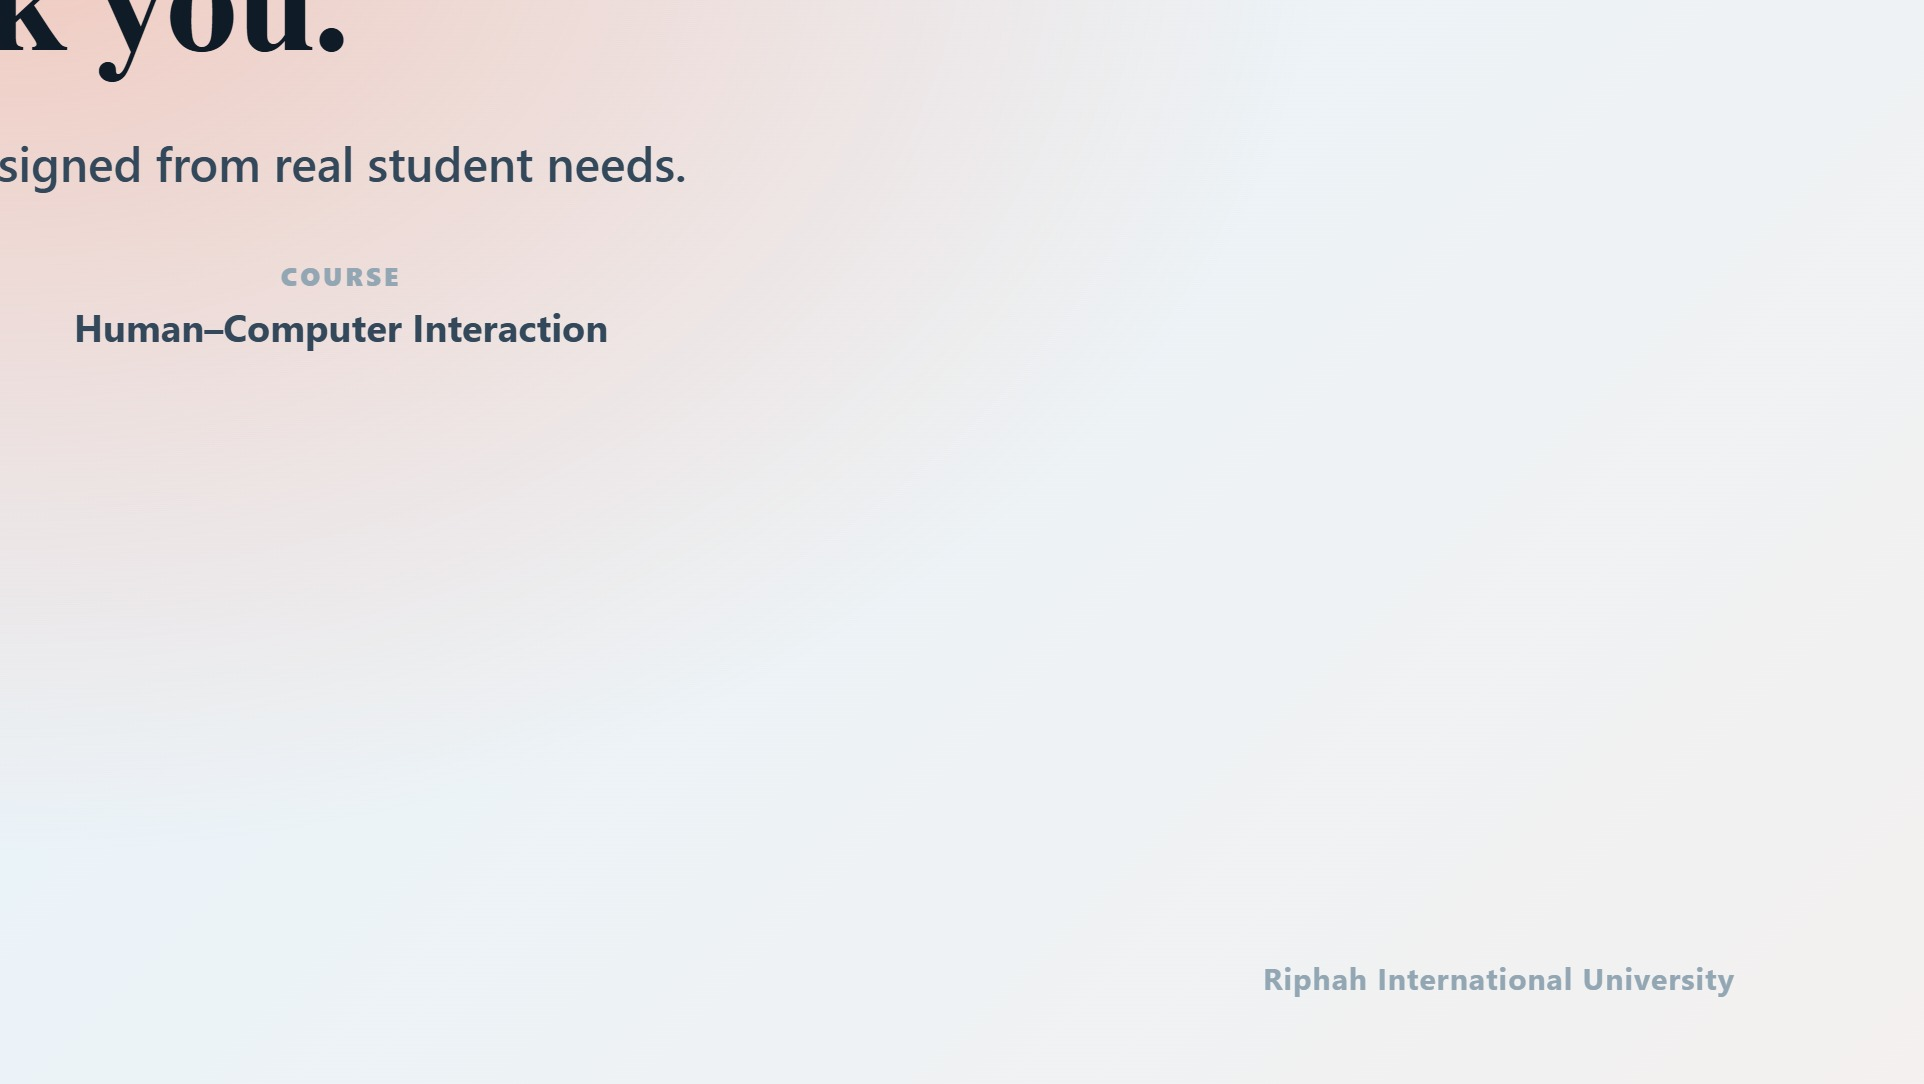 k you.
signed from real student needs.
COURSE
Human–Computer Interaction
Riphah International University